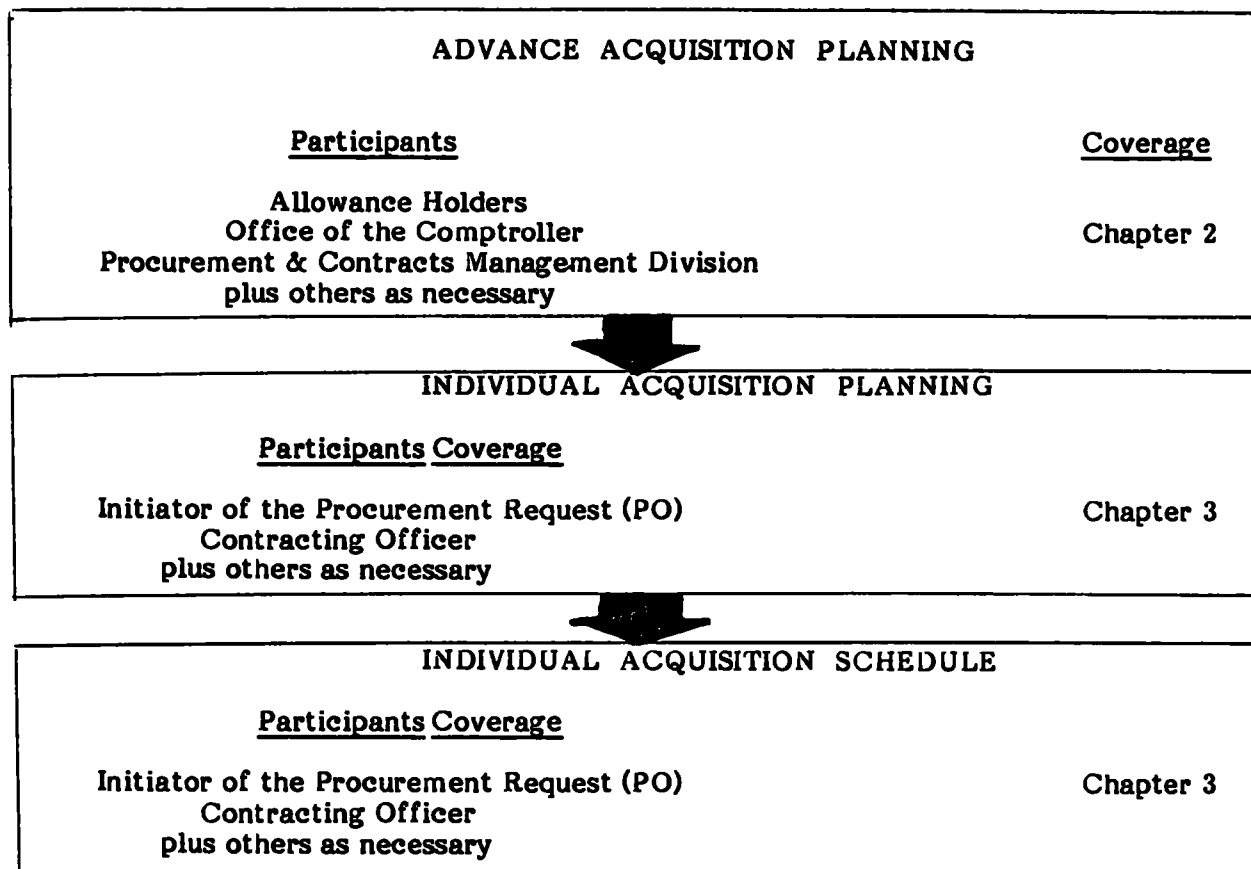 ADVANCE ACQUISITION PLANNING
Participants Coverage
Allowance Holders
Office of the Comptroller Chapter 2
Procurement & Contracts Management Division
plus others as necessary
INDIVIDUAL ACQUISITION PLANNING
Participants Coverage
Initiator of the Procurement Request (PO) Chapter 3
Contracting Officer
plus others as necessary
INDIVIDUAL ACQUISITION SCHEDULE
Participants Coverage
Initiator of the Procurement Request (PO) Chapter 3
Contracting Officer
plus others as necessary